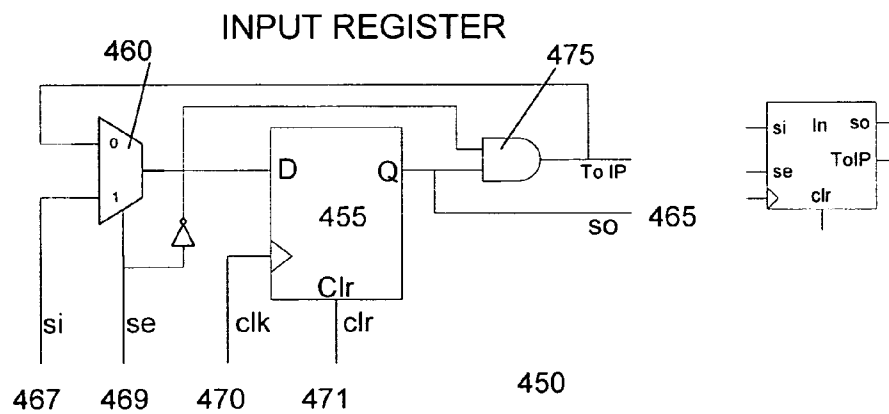 INPUT REGISTER
460
475
0
1
D
Q
455
Clr
To IP
so
465
si
se
clk
clr
467
469
470
471
450
si
In
so
se
ToIP
clr